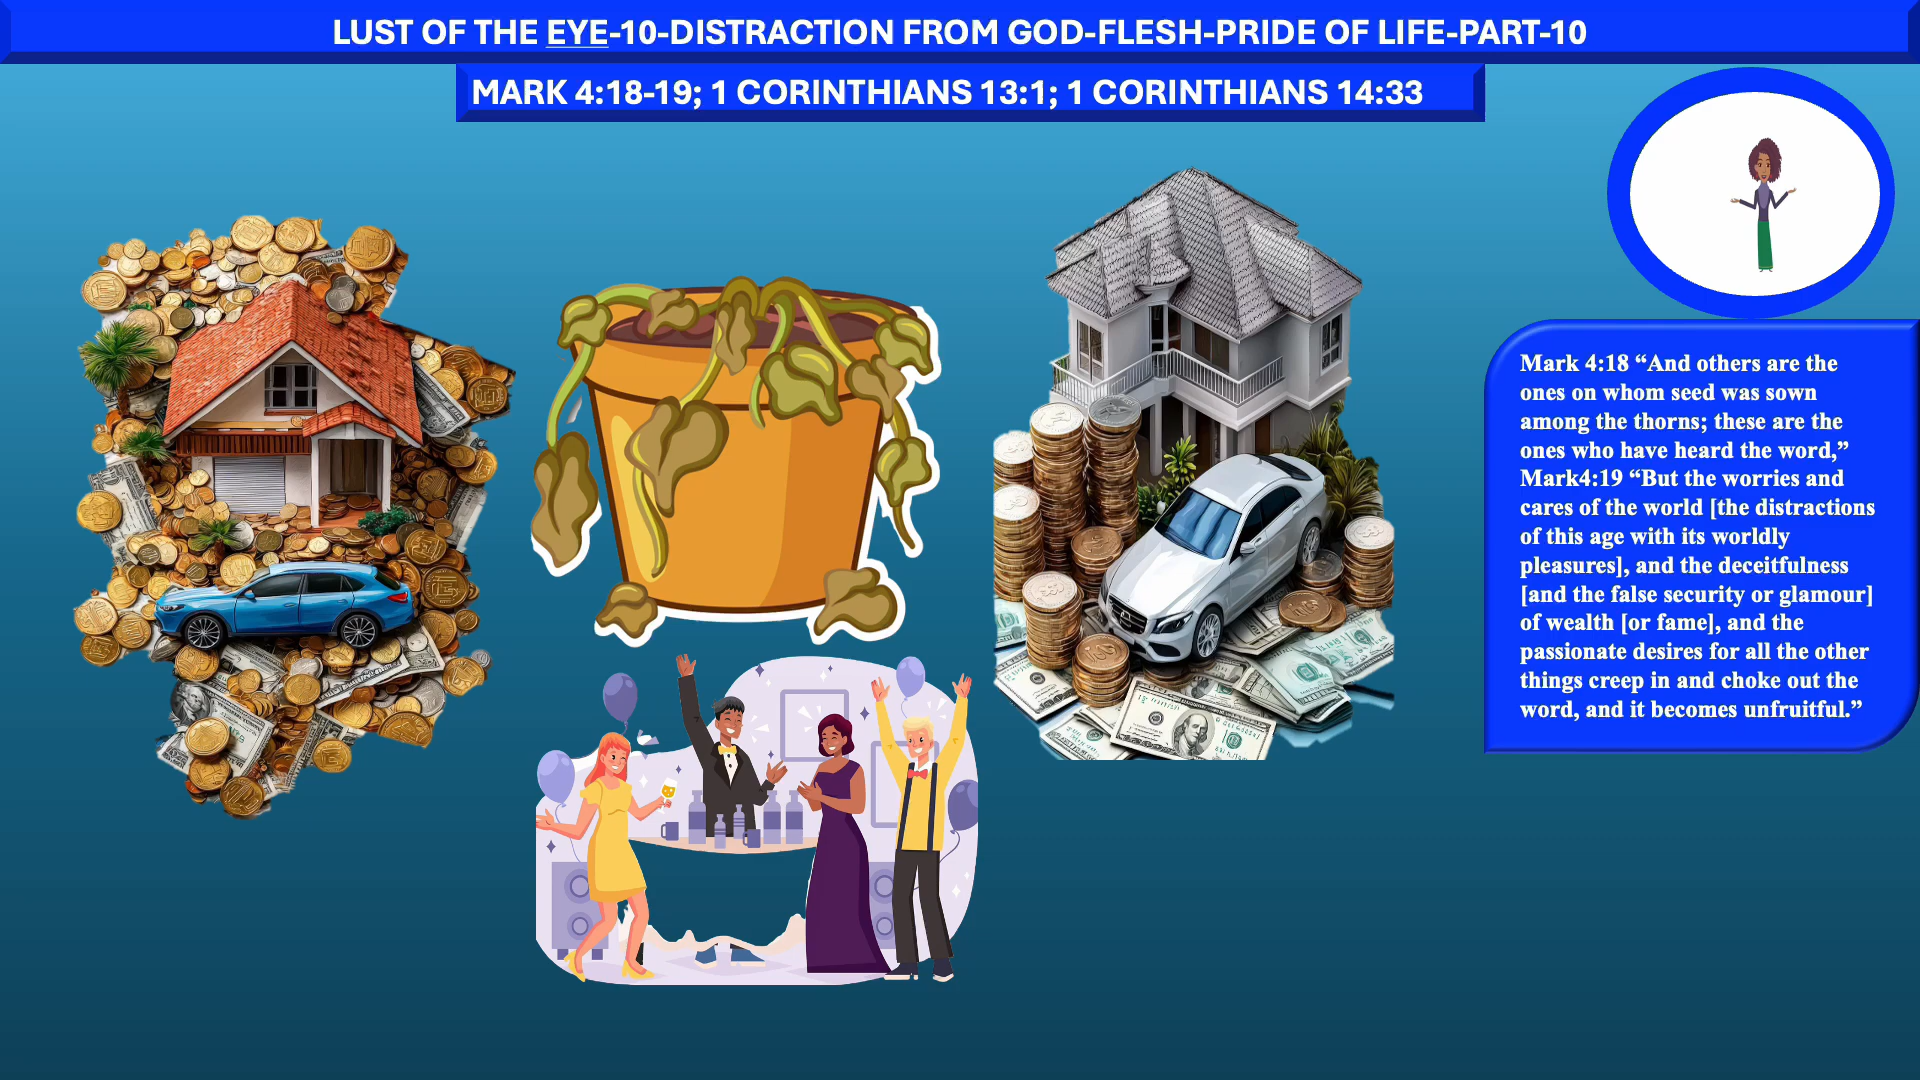 LUST OF THE EYE-10-DISTRACTION FROM GOD-FLESH-PRIDE OF LIFE-PART-10
MARK 4:18-19; 1 CORINTHIANS 13:1; 1 CORINTHIANS 14:33
Mark 4:18 “And others are the
ones on whom seed was sown
among the thorns; these are the
ones who have heard the word,”
Mark4:19 “But the worries and
cares of the world [the distractions
of this age with its worldly
pleasures], and the deceitfulness
[and the false security or glamour]
of wealth [or fame], and the
passionate desires for all the other
things creep in and choke out the
word, and it becomes unfruitful.”